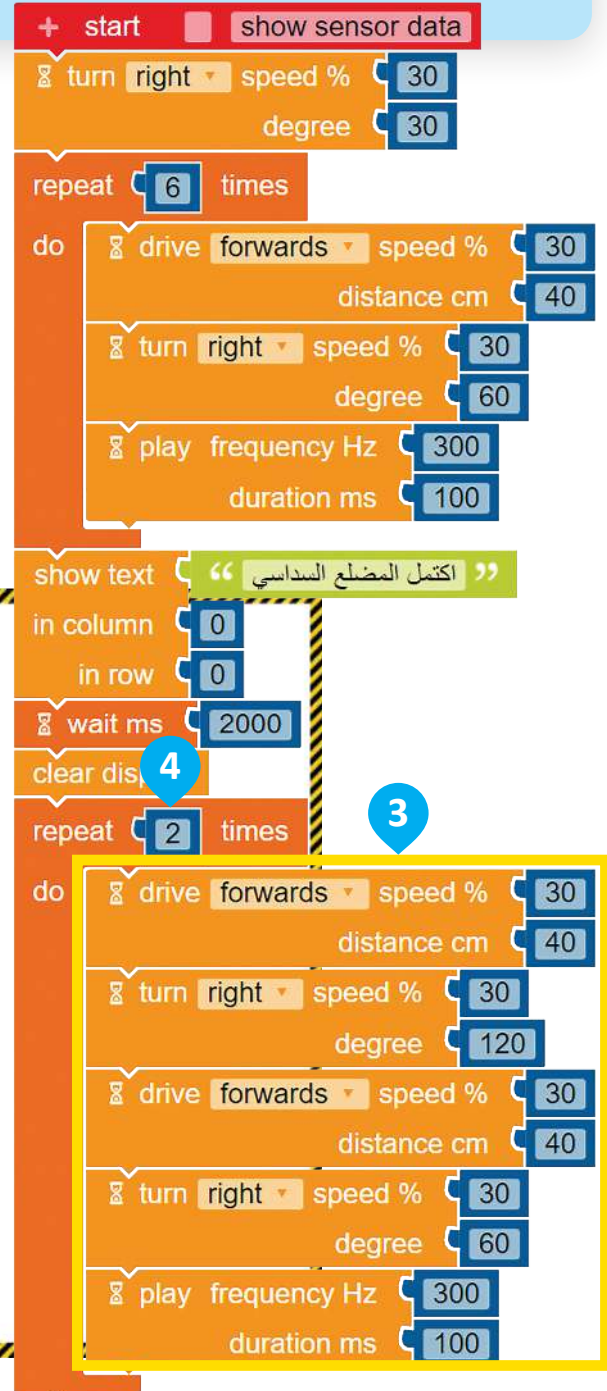 + start show sensor data
turn right speed % 30
degree 30
repeat 6 times
do drive forwards speed % 30
distance cm 40
turn right speed % 30
degree 60
play frequency Hz 300
duration ms 100
show text “ اكتمل المضلع السداسي ”
in column 0
in row 0
wait ms 2000
clear disp
4
repeat 2 times
3
do drive forwards speed % 30
distance cm 40
turn right speed % 30
degree 120
drive forwards speed % 30
distance cm 40
turn right speed % 30
degree 60
play frequency Hz 300
duration ms 100